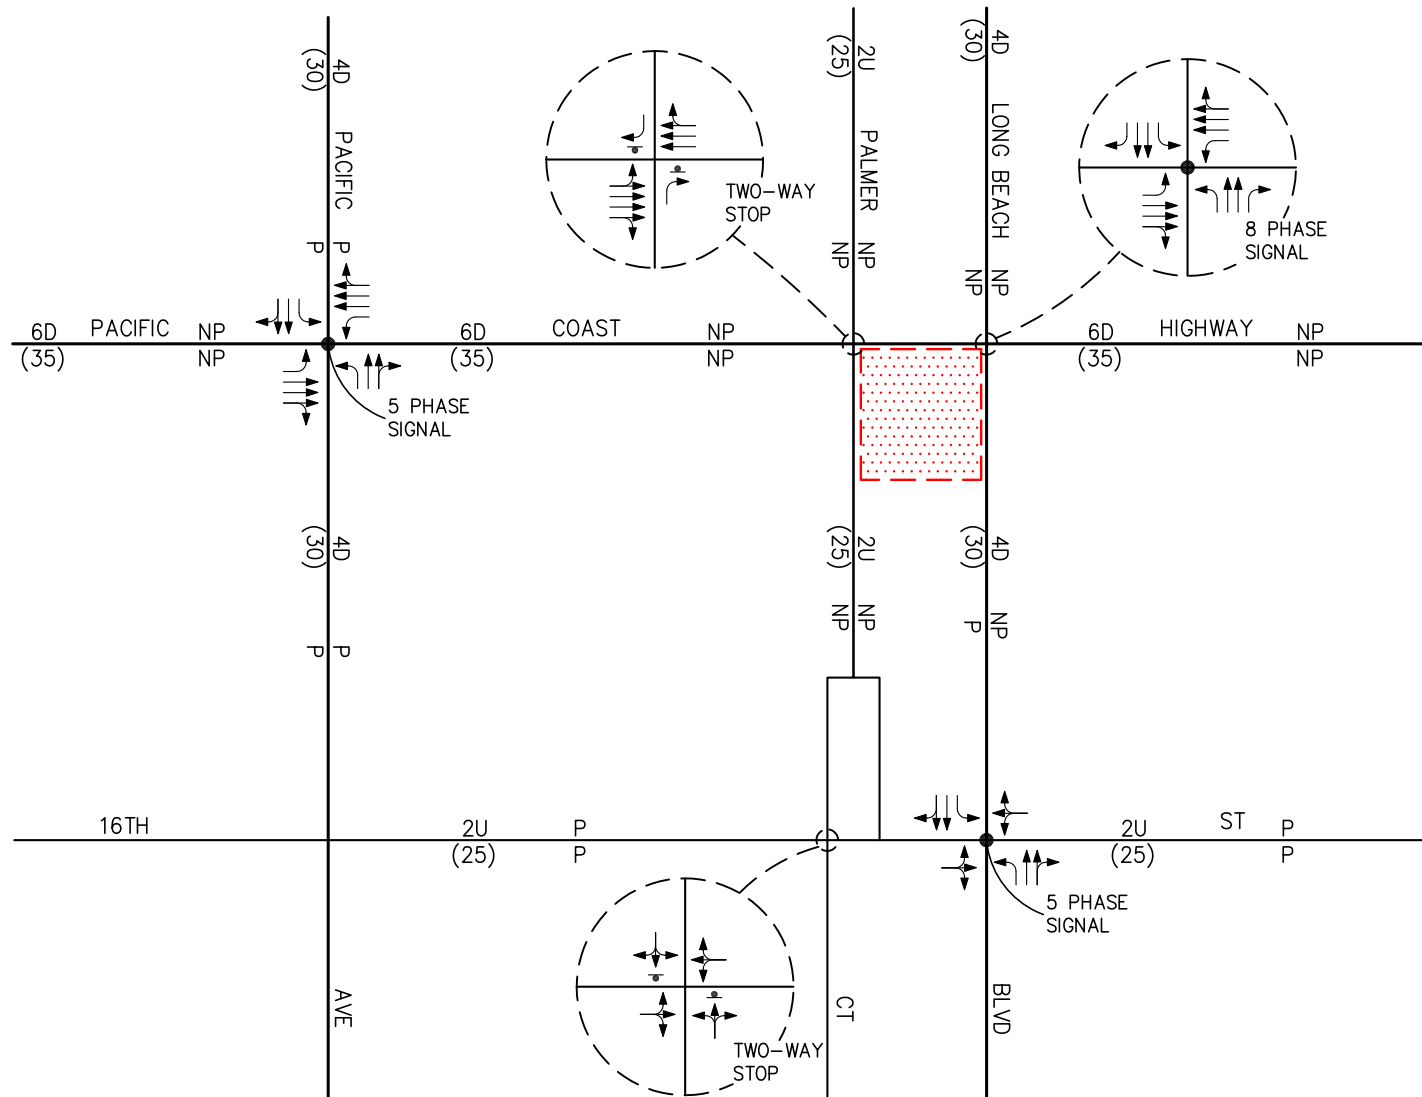 4D
(30)
PACIFIC
P
P
2U
(25)
PALMER
NP
NP
4D
(30)
LONG BEACH
NP
NP
TWO-WAY
STOP
8 PHASE
SIGNAL
6D
(35)
PACIFIC
NP
NP
6D
(35)
COAST
NP
NP
6D
(35)
HIGHWAY
NP
NP
5 PHASE
SIGNAL
4D
(30)
P
P
2U
(25)
NP
NP
4D
(30)
NP
P
16TH
2U
(25)
P
P
2U
(25)
ST
P
P
5 PHASE
SIGNAL
AVE
CT
BLVD
TWO-WAY
STOP